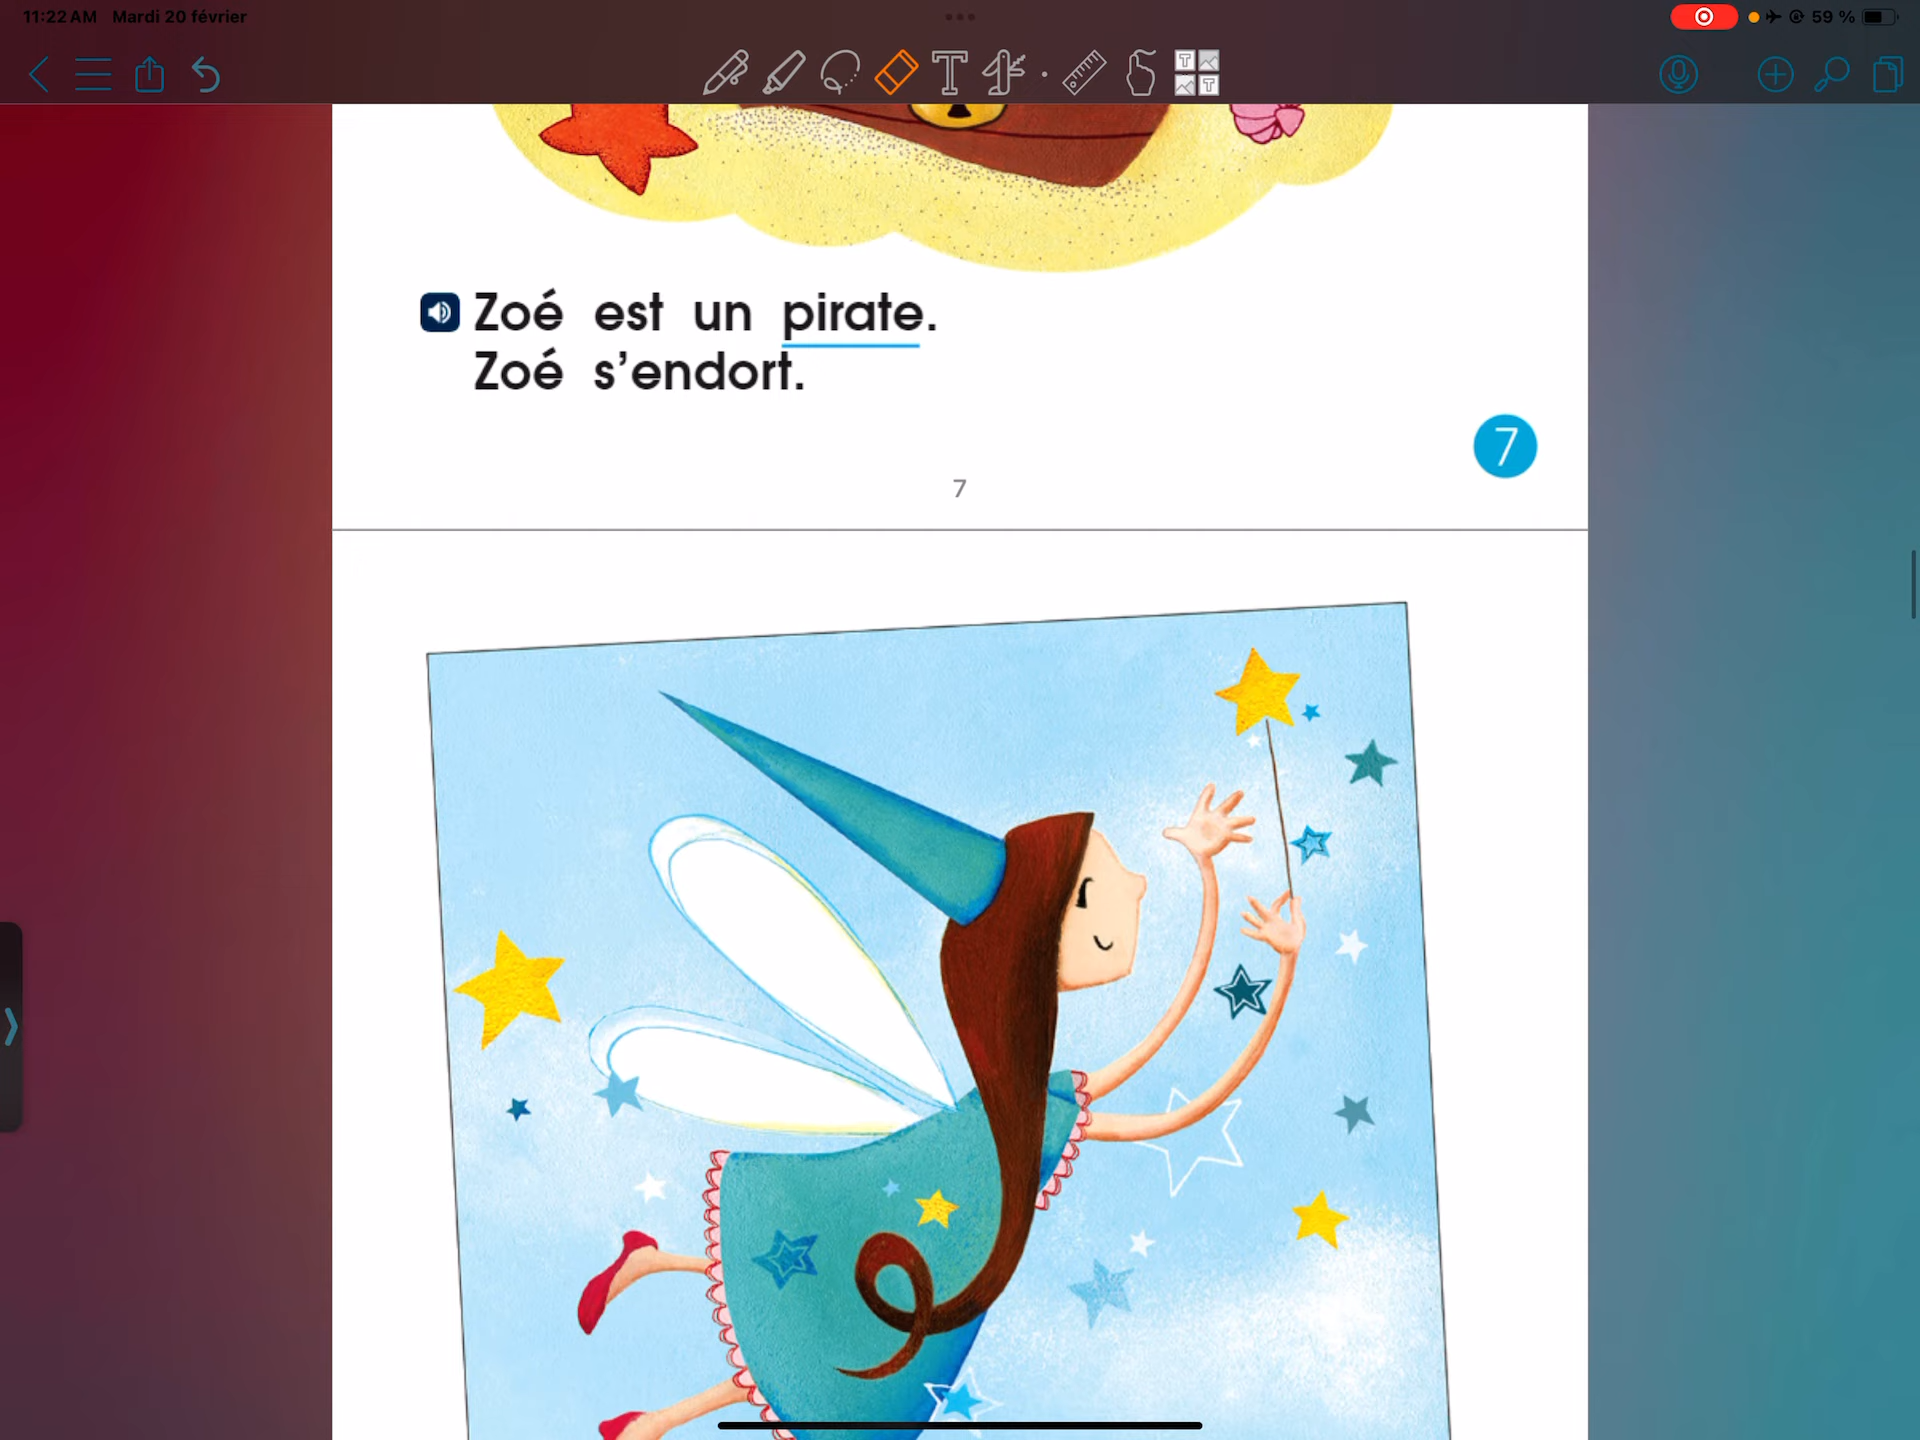 11:22 AM Mardi 20 février
59 %
Zoé est un pirate.
Zoé s'endort.
7
7